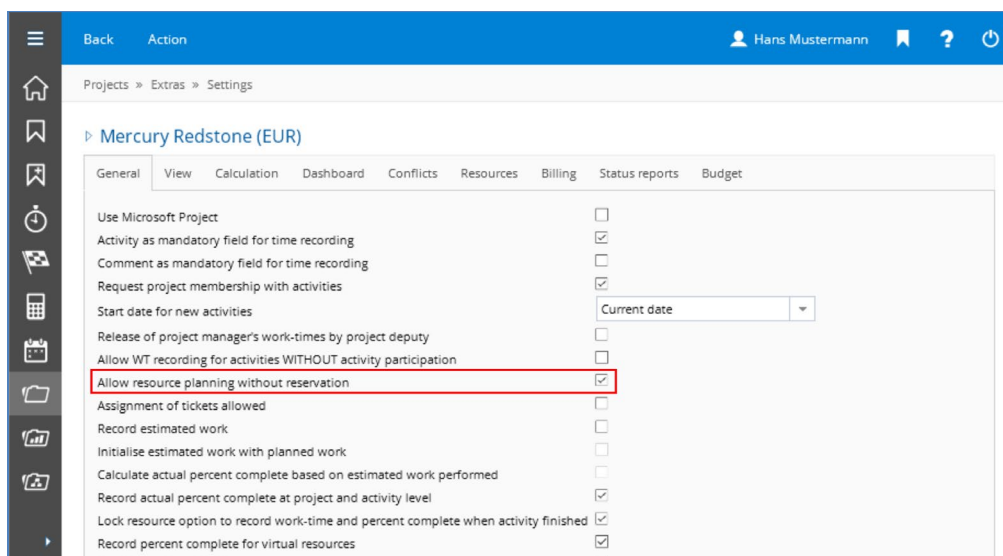 Back Action Hans Mustermann ?
Projects » Extras » Settings
Mercury Redstone (EUR)
General View Calculation Dashboard Conflicts Resources Billing Status reports Budget
Use Microsoft Project
Activity as mandatory field for time recording
Comment as mandatory field for time recording
Request project membership with activities
Start date for new activities Current date
Release of project manager's work-times by project deputy
Allow WT recording for activities WITHOUT activity participation
Allow resource planning without reservation
Assignment of tickets allowed
Record estimated work
Initialise estimated work with planned work
Calculate actual percent complete based on estimated work performed
Record actual percent complete at project and activity level
Lock resource option to record work-time and percent complete when activity finished
Record percent complete for virtual resources